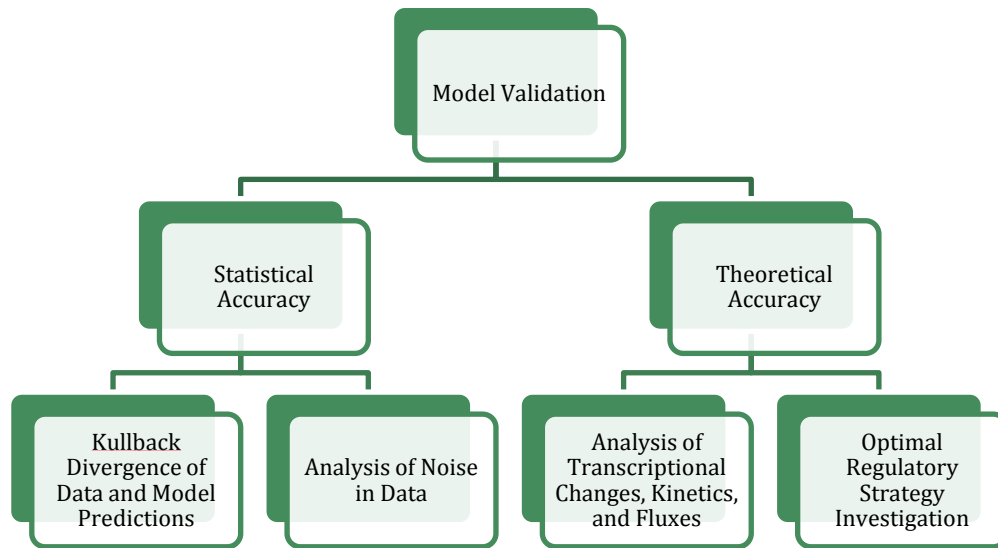 Model Validation
Statistical
Accuracy
Theoretical
Accuracy
Kullback
Divergence of
Data and Model
Predictions
Analysis of Noise
in Data
Analysis of
Transcriptional
Changes, Kinetics,
and Fluxes
Optimal
Regulatory
Strategy
Investigation